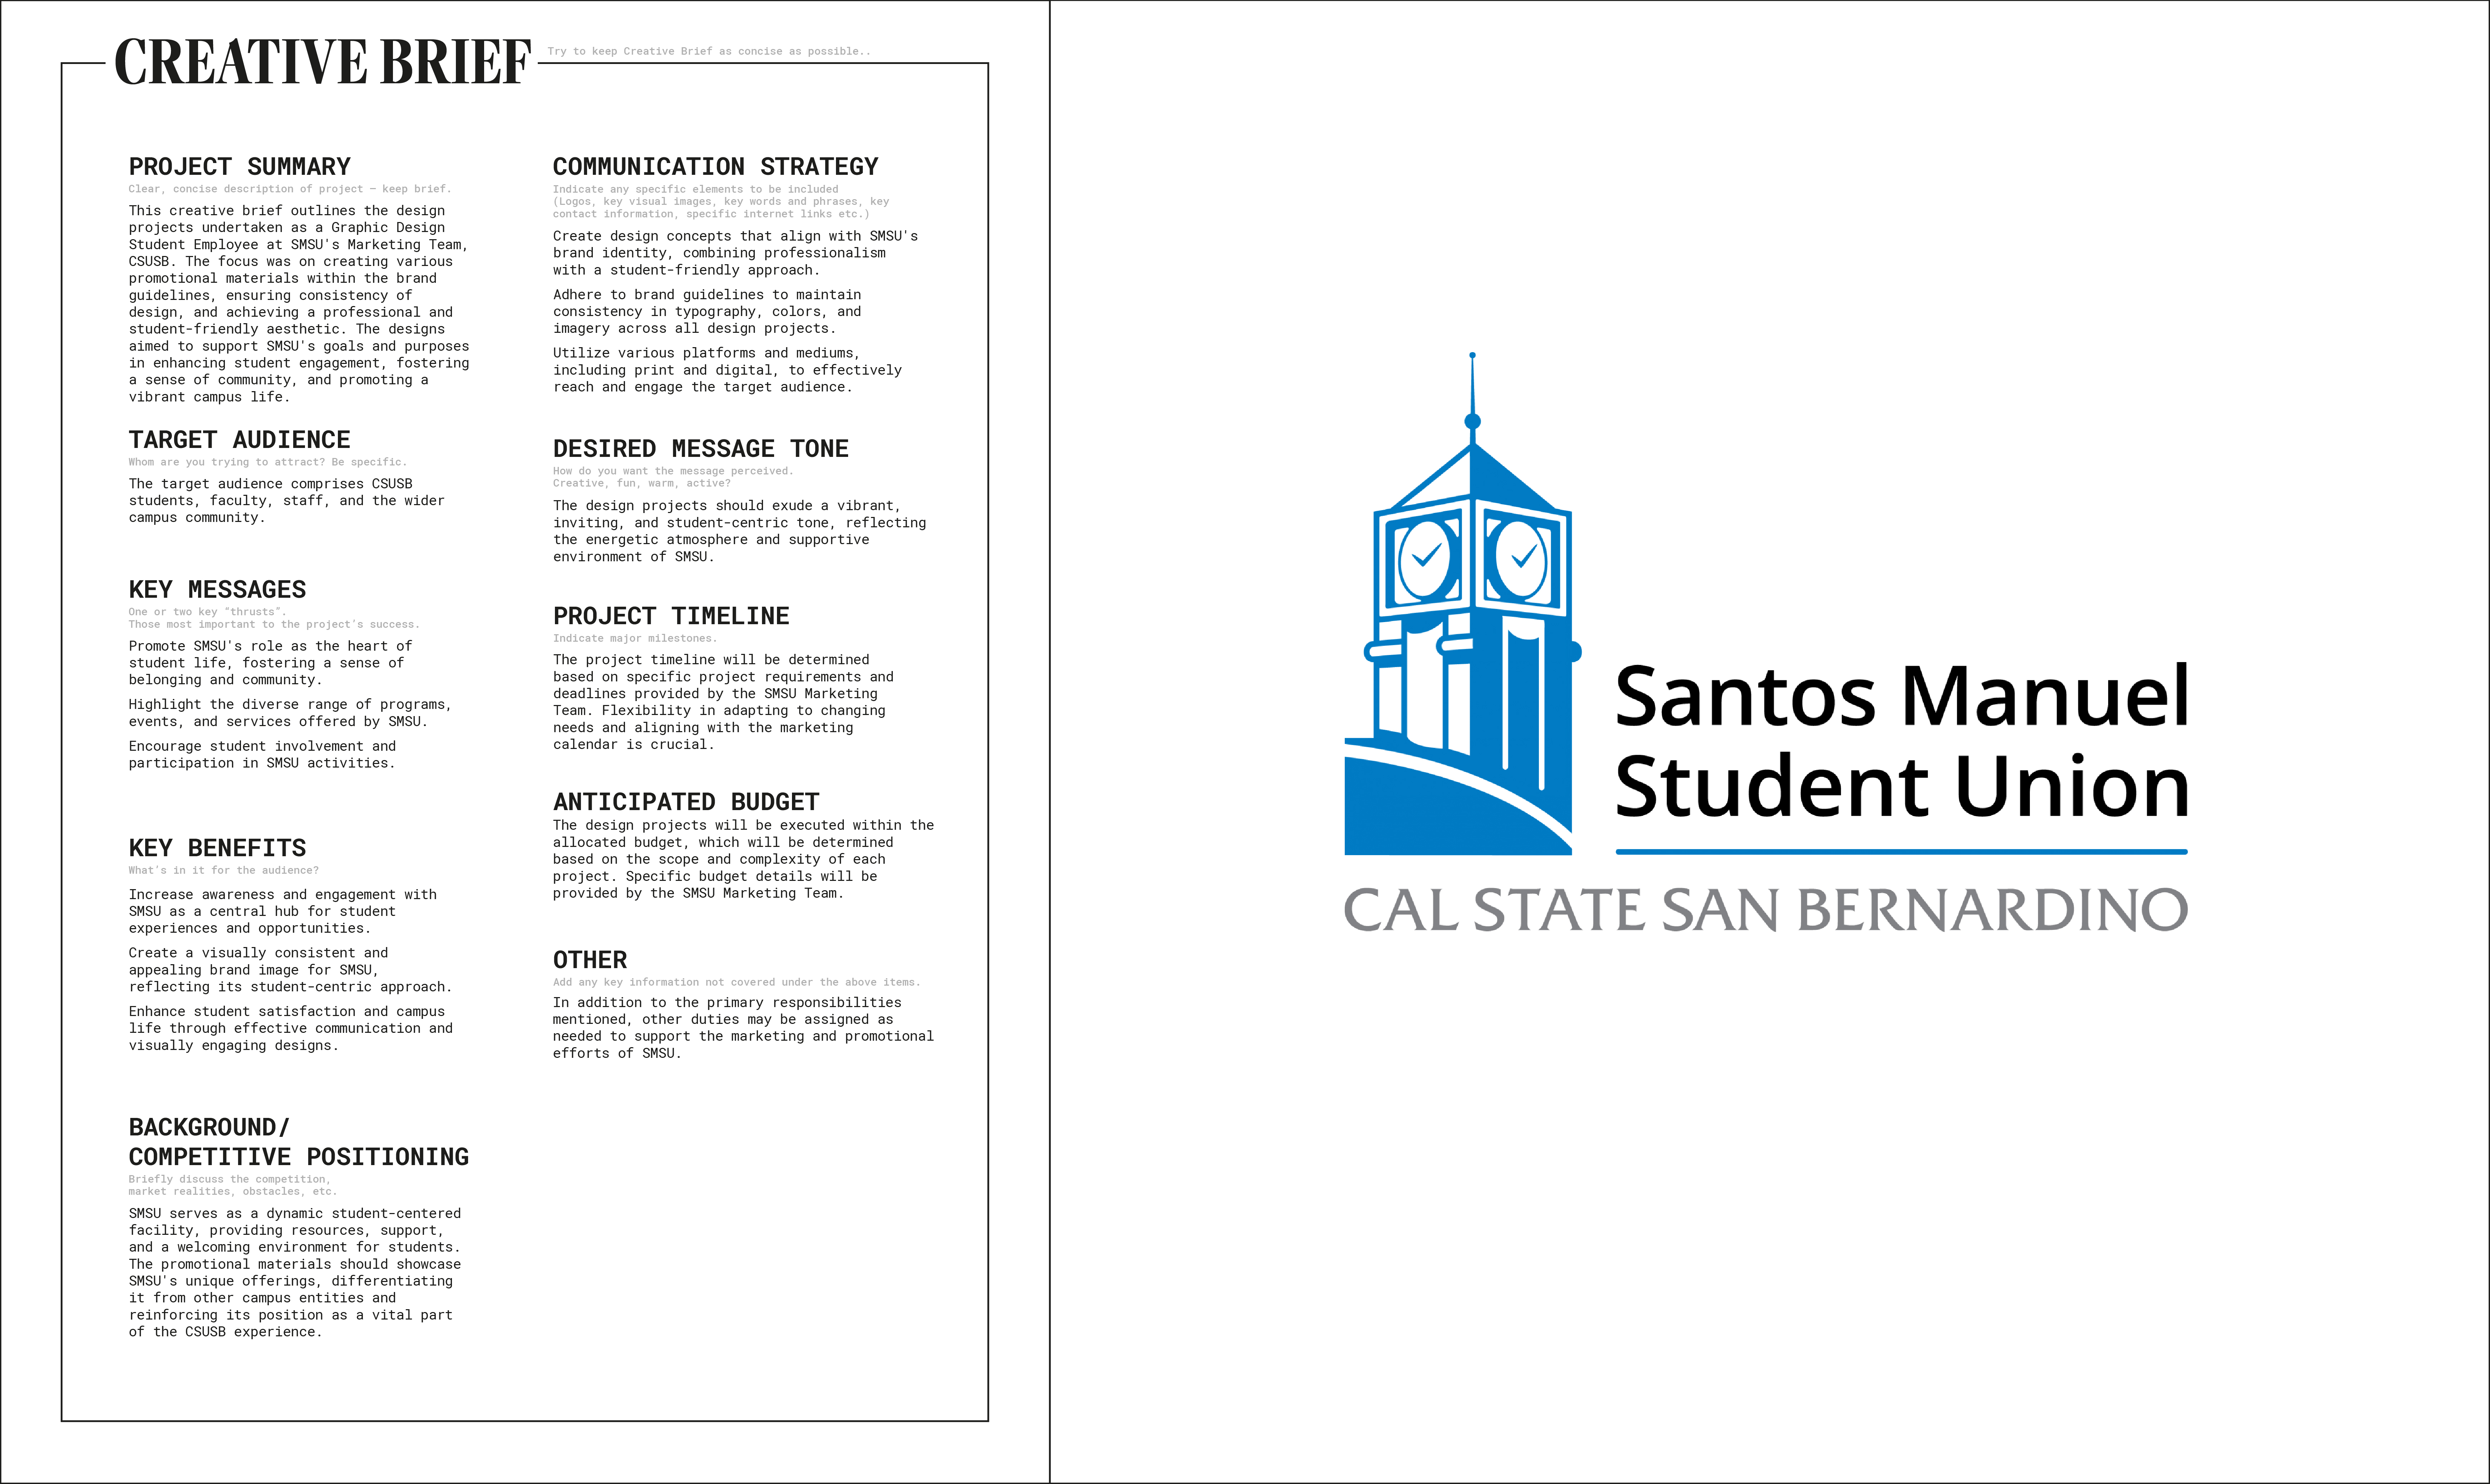 CREATIVE BRIEF
Try to keep Creative Brief as concise as possible..
PROJECT SUMMARY
Clear, concise description of project – keep brief.
This creative brief outlines the design
projects undertaken as a Graphic Design
Student Employee at SMSU's Marketing Team,
CSUSB. The focus was on creating various
promotional materials within the brand
guidelines, ensuring consistency of
design, and achieving a professional and
student-friendly aesthetic. The designs
aimed to support SMSU's goals and purposes
in enhancing student engagement, fostering
a sense of community, and promoting a
vibrant campus life.
TARGET AUDIENCE
Whom are you trying to attract? Be specific.
The target audience comprises CSUSB
students, faculty, staff, and the wider
campus community.
KEY MESSAGES
One or two key "thrusts".
Those most important to the project's success.
Promote SMSU's role as the heart of
student life, fostering a sense of
belonging and community.
Highlight the diverse range of programs,
events, and services offered by SMSU.
Encourage student involvement and
participation in SMSU activities.
KEY BENEFITS
What's in it for the audience?
Increase awareness and engagement with
SMSU as a central hub for student
experiences and opportunities.
Create a visually consistent and
appealing brand image for SMSU,
reflecting its student-centric approach.
Enhance student satisfaction and campus
life through effective communication and
visually engaging designs.
BACKGROUND/
COMPETITIVE POSITIONING
Briefly discuss the competition,
market realities, obstacles, etc.
SMSU serves as a dynamic student-centered
facility, providing resources, support,
and a welcoming environment for students.
The promotional materials should showcase
SMSU's unique offerings, differentiating
it from other campus entities and
reinforcing its position as a vital part
of the CSUSB experience.
COMMUNICATION STRATEGY
Indicate any specific elements to be included
(Logos, key visual images, key words and phrases, key
contact information, specific internet links etc.)
Create design concepts that align with SMSU's
brand identity, combining professionalism
with a student-friendly approach.
Adhere to brand guidelines to maintain
consistency in typography, colors, and
imagery across all design projects.
Utilize various platforms and mediums,
including print and digital, to effectively
reach and engage the target audience.
DESIRED MESSAGE TONE
How do you want the message perceived.
Creative, fun, warm, active?
The design projects should exude a vibrant,
inviting, and student-centric tone, reflecting
the energetic atmosphere and supportive
environment of SMSU.
PROJECT TIMELINE
Indicate major milestones.
The project timeline will be determined
based on specific project requirements and
deadlines provided by the SMSU Marketing
Team. Flexibility in adapting to changing
needs and aligning with the marketing
calendar is crucial.
ANTICIPATED BUDGET
The design projects will be executed within the
allocated budget, which will be determined
based on the scope and complexity of each
project. Specific budget details will be
provided by the SMSU Marketing Team.
OTHER
Add any key information not covered under the above items.
In addition to the primary responsibilities
mentioned, other duties may be assigned as
needed to support the marketing and promotional
efforts of SMSU.
Santos Manuel
Student Union
CAL STATE SAN BERNARDINO